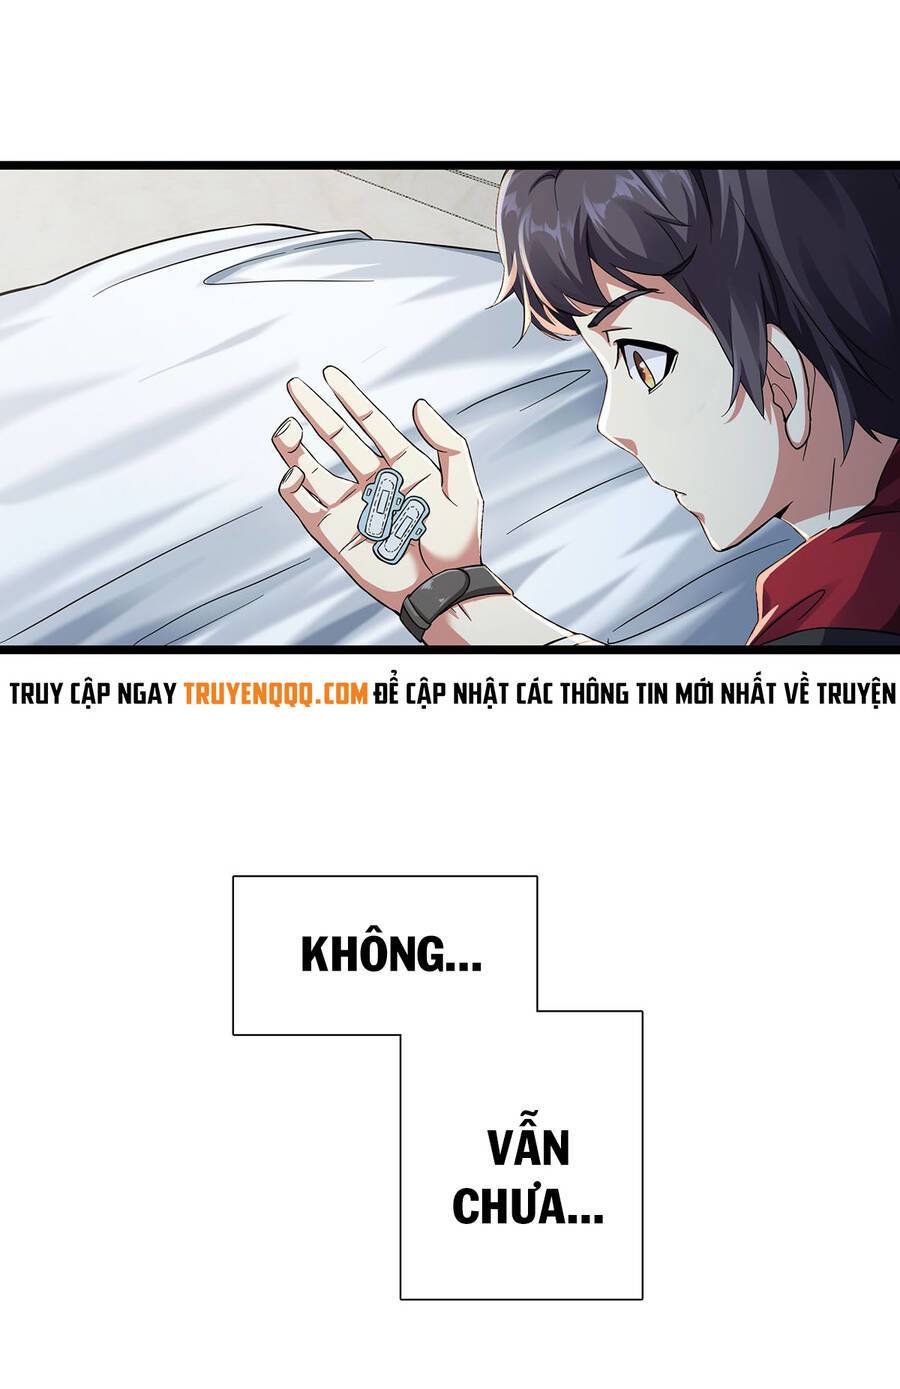 TRUY CẬP NGAY TRUYENQQQ.COM ĐỂ CẬP NHẬT CÁC THÔNG TIN MỚI NHẤT VỀ TRUYỆN
KHÔNG...
VẪN
CHƯA...